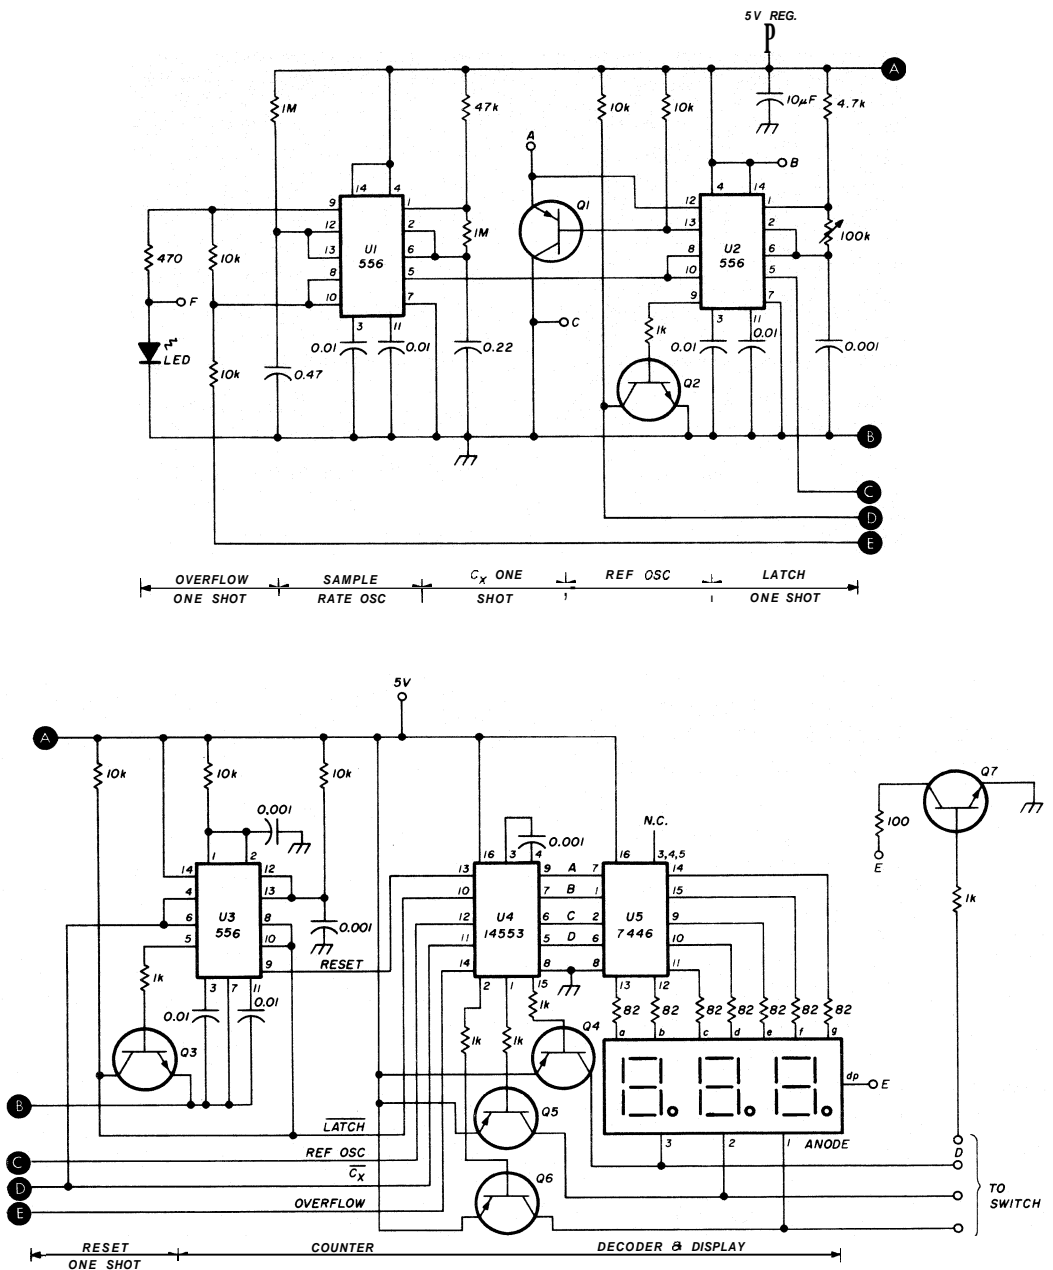 5V REG.
P
A
1M
47k
10k
10k
10µF
4.7k
A
B
14
4
4
14
9
1
12
1
12
2
Q1
13
2
U1
1M
U2
100k
470
10k
13
556
6
8
556
6
8
5
10
5
F
10
7
9
7
3
11
C
1k
3
11
0.01
LED
0.01
0.01
0.22
0.01
0.001
10k
0.47
Q2
B
C
D
E
OVERFLOW
ONE SHOT
SAMPLE
RATE OSC
Cx ONE
SHOT
REF OSC
LATCH
ONE SHOT
5V
A
10k
10k
10k
Q7
0.001
100
N.C.
0.001
E
1k
1
2
16
3
4
16
3,4,5
14
12
13
9
A
7
14
4
13
10
7
B
1
15
6
U3
8
0.001
12
U4
6
C
2
U5
9
556
14553
7446
5
10
11
5
D
6
10
9
RESET
14
8
8
11
1k
3
7
11
2
1
15
13
12
0.01
0.01
1k
1k
1k
82
82
82
82
82
82
82
Q3
Q4
a
b
c
d
e
f
g
dp
E
B
Q5
LATCH
3
2
1
ANODE
D
C
REF OSC
D
Cx
Q6
TO
SWITCH
E
OVERFLOW
RESET
ONE SHOT
COUNTER
DECODER & DISPLAY